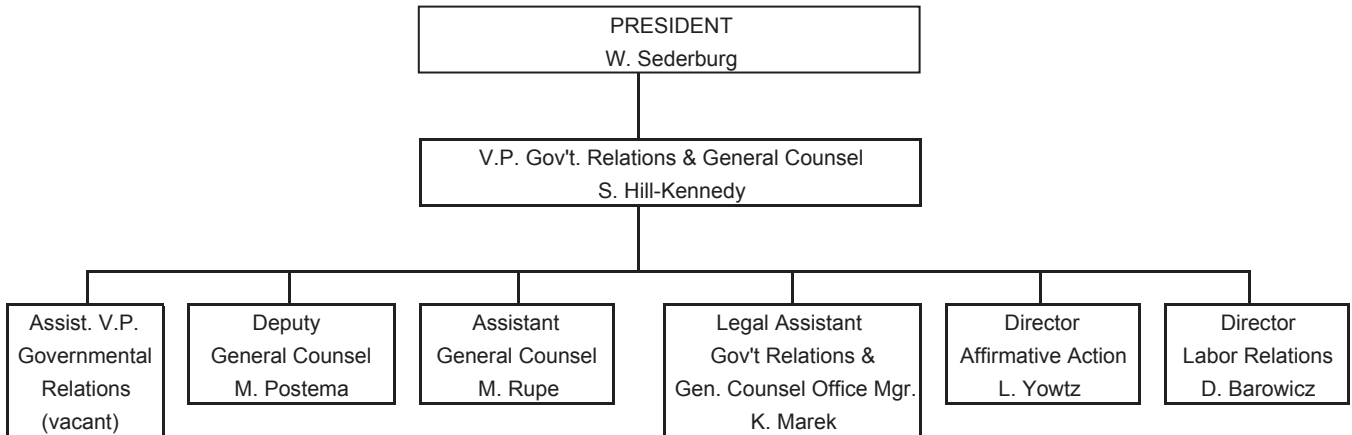 PRESIDENT
W. Sederburg
V.P. Gov't. Relations & General Counsel
S. Hill-Kennedy
Assist. V.P.
Governmental
Relations
(vacant)
Deputy
General Counsel
M. Postema
Assistant
General Counsel
M. Rupe
Legal Assistant
Gov't Relations &
Gen. Counsel Office Mgr.
K. Marek
Director
Affirmative Action
L. Yowtz
Director
Labor Relations
D. Barowicz